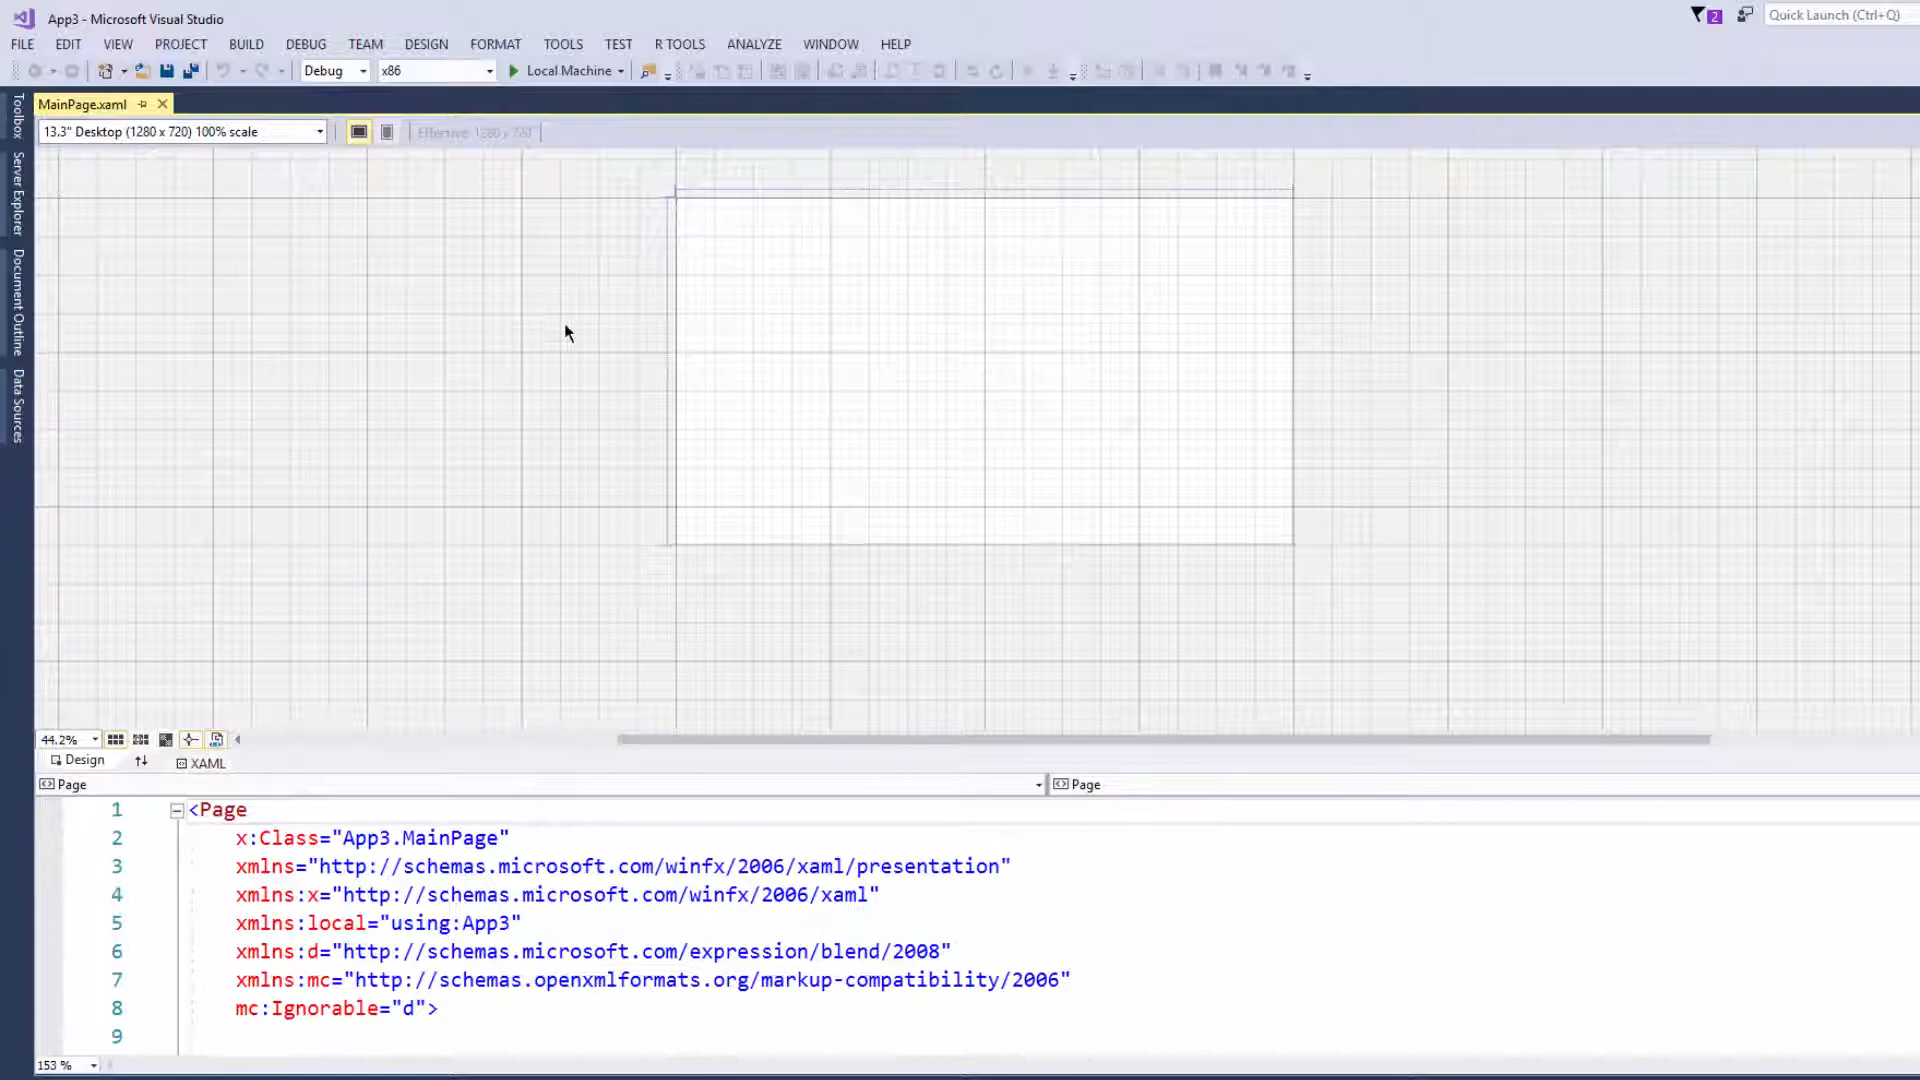 App3 - Microsoft Visual Studio
2
Quick Launch (Ctrl+Q)
FILE EDIT VIEW PROJECT BUILD DEBUG TEAM DESIGN FORMAT TOOLS TEST R TOOLS ANALYZE WINDOW HELP
Debug x86 Local Machine
MainPage.xaml
13.3" Desktop (1280 x 720) 100% scale
Effective: 1280 x 720
Toolbox
Server Explorer
Document Outline
Data Sources
44.2%
Design XAML
Page Page
1 <Page
2 x:Class="App3.MainPage"
3 xmlns="http://schemas.microsoft.com/winfx/2006/xaml/presentation"
4 xmlns:x="http://schemas.microsoft.com/winfx/2006/xaml"
5 xmlns:local="using:App3"
6 xmlns:d="http://schemas.microsoft.com/expression/blend/2008"
7 xmlns:mc="http://schemas.openxmlformats.org/markup-compatibility/2006"
8 mc:Ignorable="d">
9
153 %